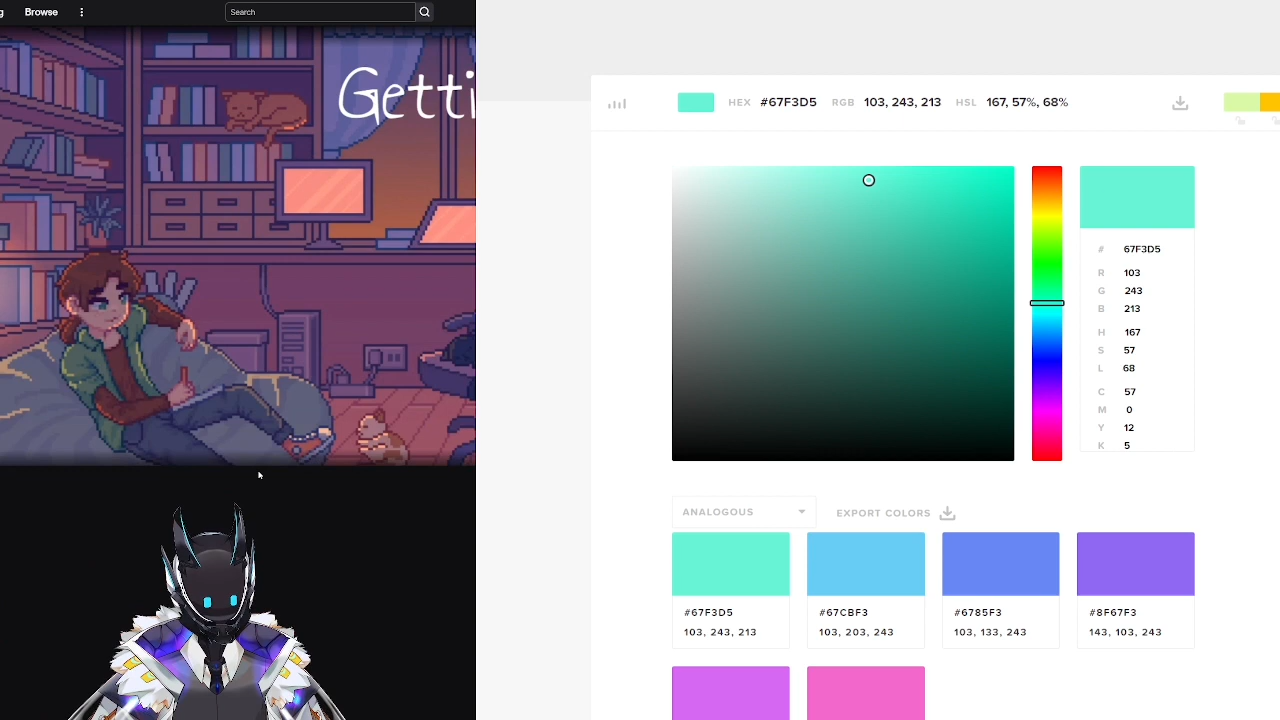 g Browse
Search
Getti
HEX #67F3D5 RGB 103, 243, 213 HSL 167, 57%, 68%
# 67F3D5
R 103
G 243
B 213
H 167
S 57
L 68
C 57
M 0
Y 12
K 5
ANALOGOUS
EXPORT COLORS
#67F3D5
103, 243, 213
#67CBF3
103, 203, 243
#6785F3
103, 133, 243
#8F67F3
143, 103, 243